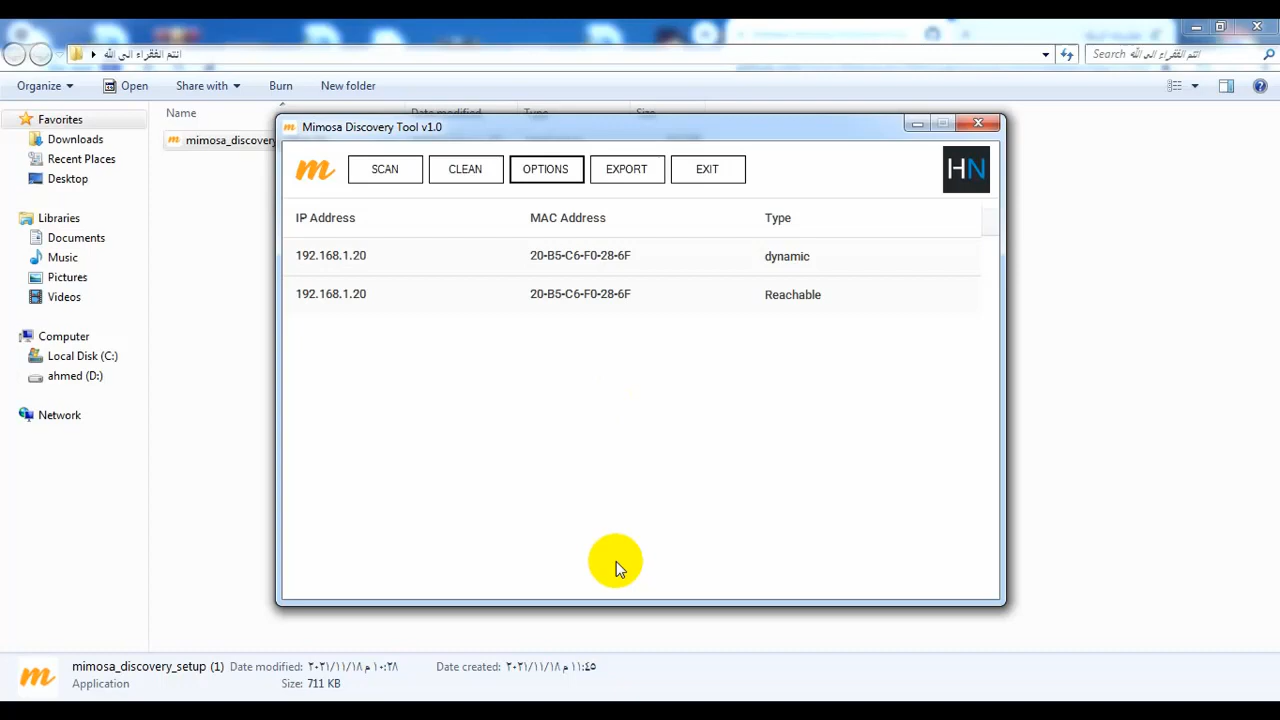 انتم الفقراء الى الله
Search انتم الفقراء الى الله
Organize Open Share with Burn New folder
Name Date modified Type Size
Favorites
Downloads
Recent Places
Desktop
Libraries
Documents
Music
Pictures
Videos
Computer
Local Disk (C:)
ahmed (D:)
Network
mimosa_discovery
Mimosa Discovery Tool v1.0
m SCAN CLEAN OPTIONS EXPORT EXIT HN
IP Address MAC Address Type
192.168.1.20 20-B5-C6-F0-28-6F dynamic
192.168.1.20 20-B5-C6-F0-28-6F Reachable
mimosa_discovery_setup (1) Date modified: ٢٠٢١/١١/١٨ م ١٠:٢٨ Date created: ٢٠٢١/١١/١٨ م ١١:٤٥
Application Size: 711 KB